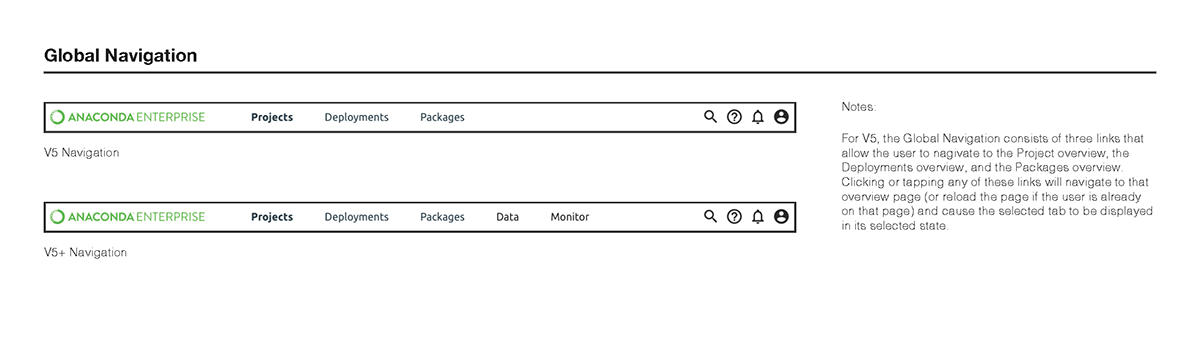 Global Navigation
ANACONDA ENTERPRISE Projects Deployments Packages
V5 Navigation
ANACONDA ENTERPRISE Projects Deployments Packages Data Monitor
V5+ Navigation
Notes:
For V5, the Global Navigation consists of three links that
allow the user to nagivate to the Project overview, the
Deployments overview, and the Packages overview.
Clicking or tapping any of these links will navigate to that
overview page (or reload the page if the user is already
on that page) and cause the selected tab to be displayed
in its selected state.